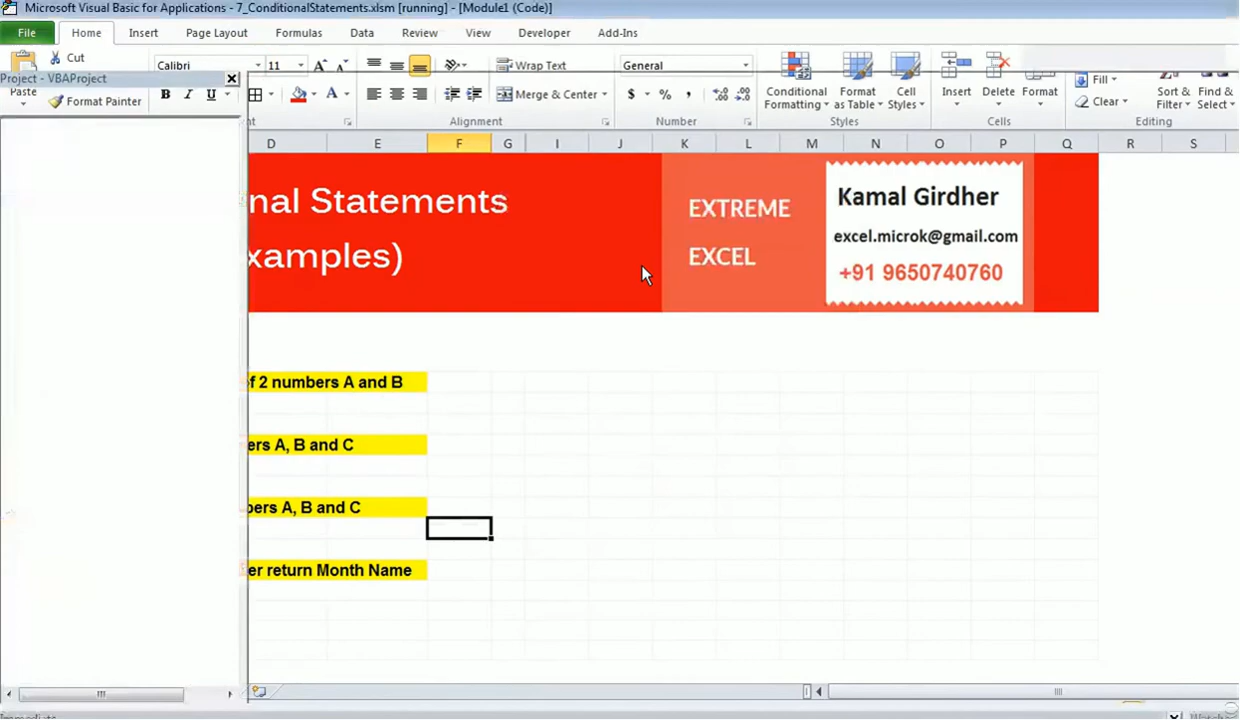 Microsoft Visual Basic for Applications - 7_ConditionalStatements.xlsm [running] - [Module1 (Code)]
File Home Insert Page Layout Formulas Data Review View Developer Add-Ins
Cut Calibri 11 Wrap Text General
Project - VBAProject
Paste Format Painter B I U Merge & Center $ % Conditional Formatting Format as Table Cell Styles Insert Delete Format Fill Clear Sort & Filter Find & Select
Alignment Number Styles Cells Editing
D E F G I J K L M N O P Q R S
nal Statements
xamples)
EXTREME
EXCEL
Kamal Girdher
excel.microk@gmail.com
+91 9650740760
of 2 numbers A and B
ers A, B and C
bers A, B and C
er return Month Name